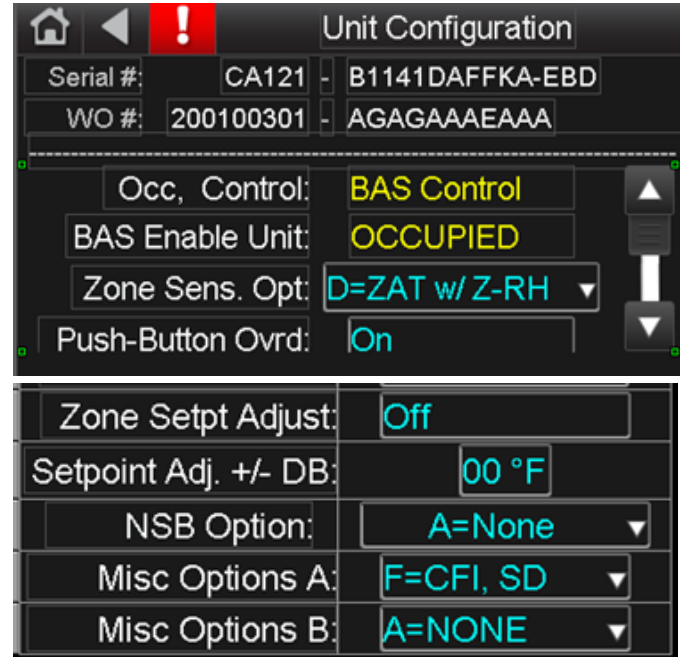 ! Unit Configuration
Serial #: CA121 - B1141DAFFKA-EBD
WO #: 200100301 - AGAGAAAEAAA
Occ, Control: BAS Control
BAS Enable Unit: OCCUPIED
Zone Sens. Opt: D=ZAT w/ Z-RH
Push-Button Ovrd: On
Zone Setpt Adjust: Off
Setpoint Adj. +/- DB: 00 °F
NSB Option: A=None
Misc Options A: F=CFI, SD
Misc Options B: A=NONE